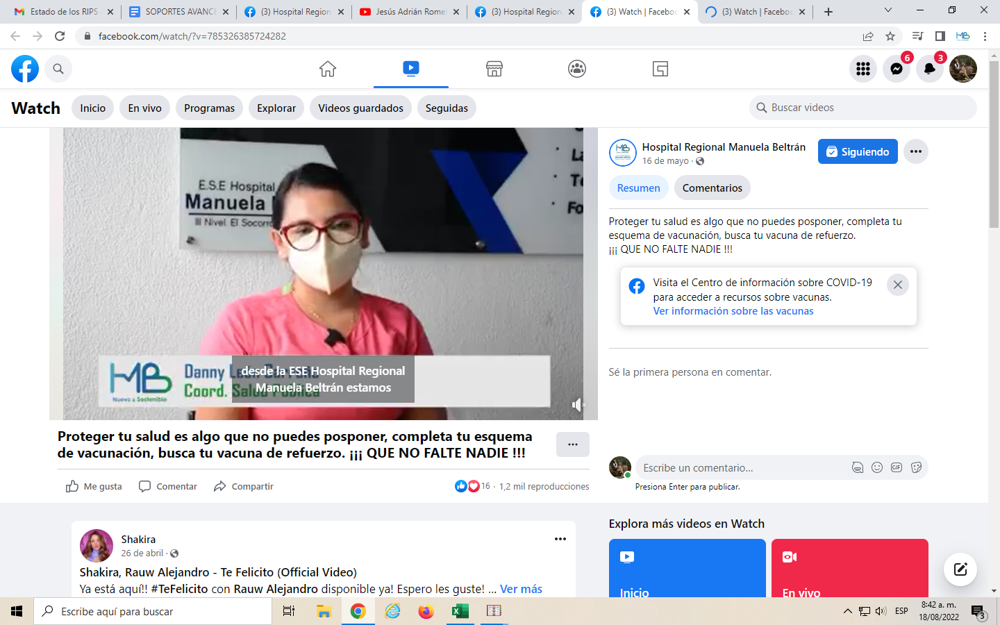 Estado de los RIPS
SOPORTES AVANCE
(3) Hospital Region
Jesús Adrián Rome
(3) Hospital Region
(3) Watch | Faceboo
(3) Watch | Faceboo
facebook.com/watch/?v=785326385724282
6
3
Watch
Inicio
En vivo
Programas
Explorar
Videos guardados
Seguidas
Buscar videos
E.S.E Hospital
Manuela
III Nivel. El Socorro
La
Te
Fo
MB
Nuevo & Sostenible
Danny
Coord. Salud Pública
desde la ESE Hospital Regional
Manuela Beltrán estamos
Proteger tu salud es algo que no puedes posponer, completa tu esquema
de vacunación, busca tu vacuna de refuerzo. ¡¡¡ QUE NO FALTE NADIE !!!
Me gusta
Comentar
Compartir
16 · 1,2 mil reproducciones
Hospital Regional Manuela Beltrán
16 de mayo ·
Siguiendo
Resumen
Comentarios
Proteger tu salud es algo que no puedes posponer, completa tu
esquema de vacunación, busca tu vacuna de refuerzo.
¡¡¡ QUE NO FALTE NADIE !!!
Visita el Centro de información sobre COVID-19
para acceder a recursos sobre vacunas.
Ver información sobre las vacunas
Sé la primera persona en comentar.
Escribe un comentario...
GIF
Presiona Enter para publicar.
Shakira
26 de abril ·
Shakira, Rauw Alejandro - Te Felicito (Official Video)
Ya está aquí!! #TeFelicito con Rauw Alejandro disponible ya! Espero les guste! ... Ver más
Explora más videos en Watch
Inicio
En vivo
Escribe aquí para buscar
ESP
8:42 a. m.
18/08/2022
3